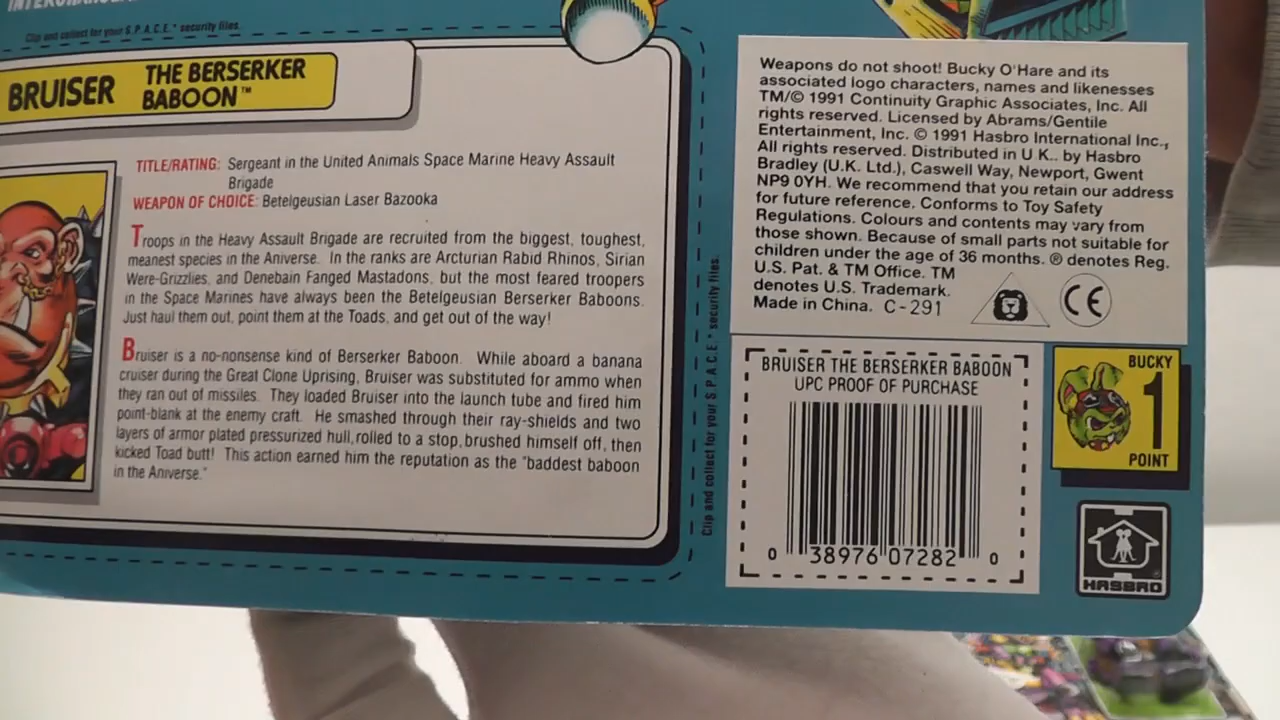 Clip and collect for your S.P.A.C.E.* security files.
BRUISER THE BERSERKER
BABOON™
TITLE/RATING: Sergeant in the United Animals Space Marine Heavy Assault
Brigade
WEAPON OF CHOICE: Betelgeusian Laser Bazooka
Troops in the Heavy Assault Brigade are recruited from the biggest, toughest,
meanest species in the Aniverse. In the ranks are Arcturian Rabid Rhinos, Sirian
Were-Grizzlies, and Denebain Fanged Mastadons, but the most feared troopers
in the Space Marines have always been the Betelgeusian Berserker Baboons.
Just haul them out, point them at the Toads, and get out of the way!
Bruiser is a no-nonsense kind of Berserker Baboon. While aboard a banana
cruiser during the Great Clone Uprising, Bruiser was substituted for ammo when
they ran out of missiles. They loaded Bruiser into the launch tube and fired him
point-blank at the enemy craft. He smashed through their ray-shields and two
layers of armor plated pressurized hull, rolled to a stop, brushed himself off, then
kicked Toad butt! This action earned him the reputation as the "baddest baboon
in the Aniverse."
Clip and collect for your S.P.A.C.E.* security files.
Weapons do not shoot! Bucky O'Hare and its
associated logo characters, names and likenesses
TM/© 1991 Continuity Graphic Associates, Inc. All
rights reserved. Licensed by Abrams/Gentile
Entertainment, Inc. © 1991 Hasbro International Inc.,
All rights reserved. Distributed in U K.. by Hasbro
Bradley (U.K. Ltd.), Caswell Way, Newport, Gwent
NP9 0YH. We recommend that you retain our address
for future reference. Conforms to Toy Safety
Regulations. Colours and contents may vary from
those shown. Because of small parts not suitable for
children under the age of 36 months. ® denotes Reg.
U.S. Pat. & TM Office. TM
denotes U.S. Trademark.
Made in China. C-291
CE
BRUISER THE BERSERKER BABOON
UPC PROOF OF PURCHASE
0 38976 07282 0
BUCKY
1
POINT
HASBRO